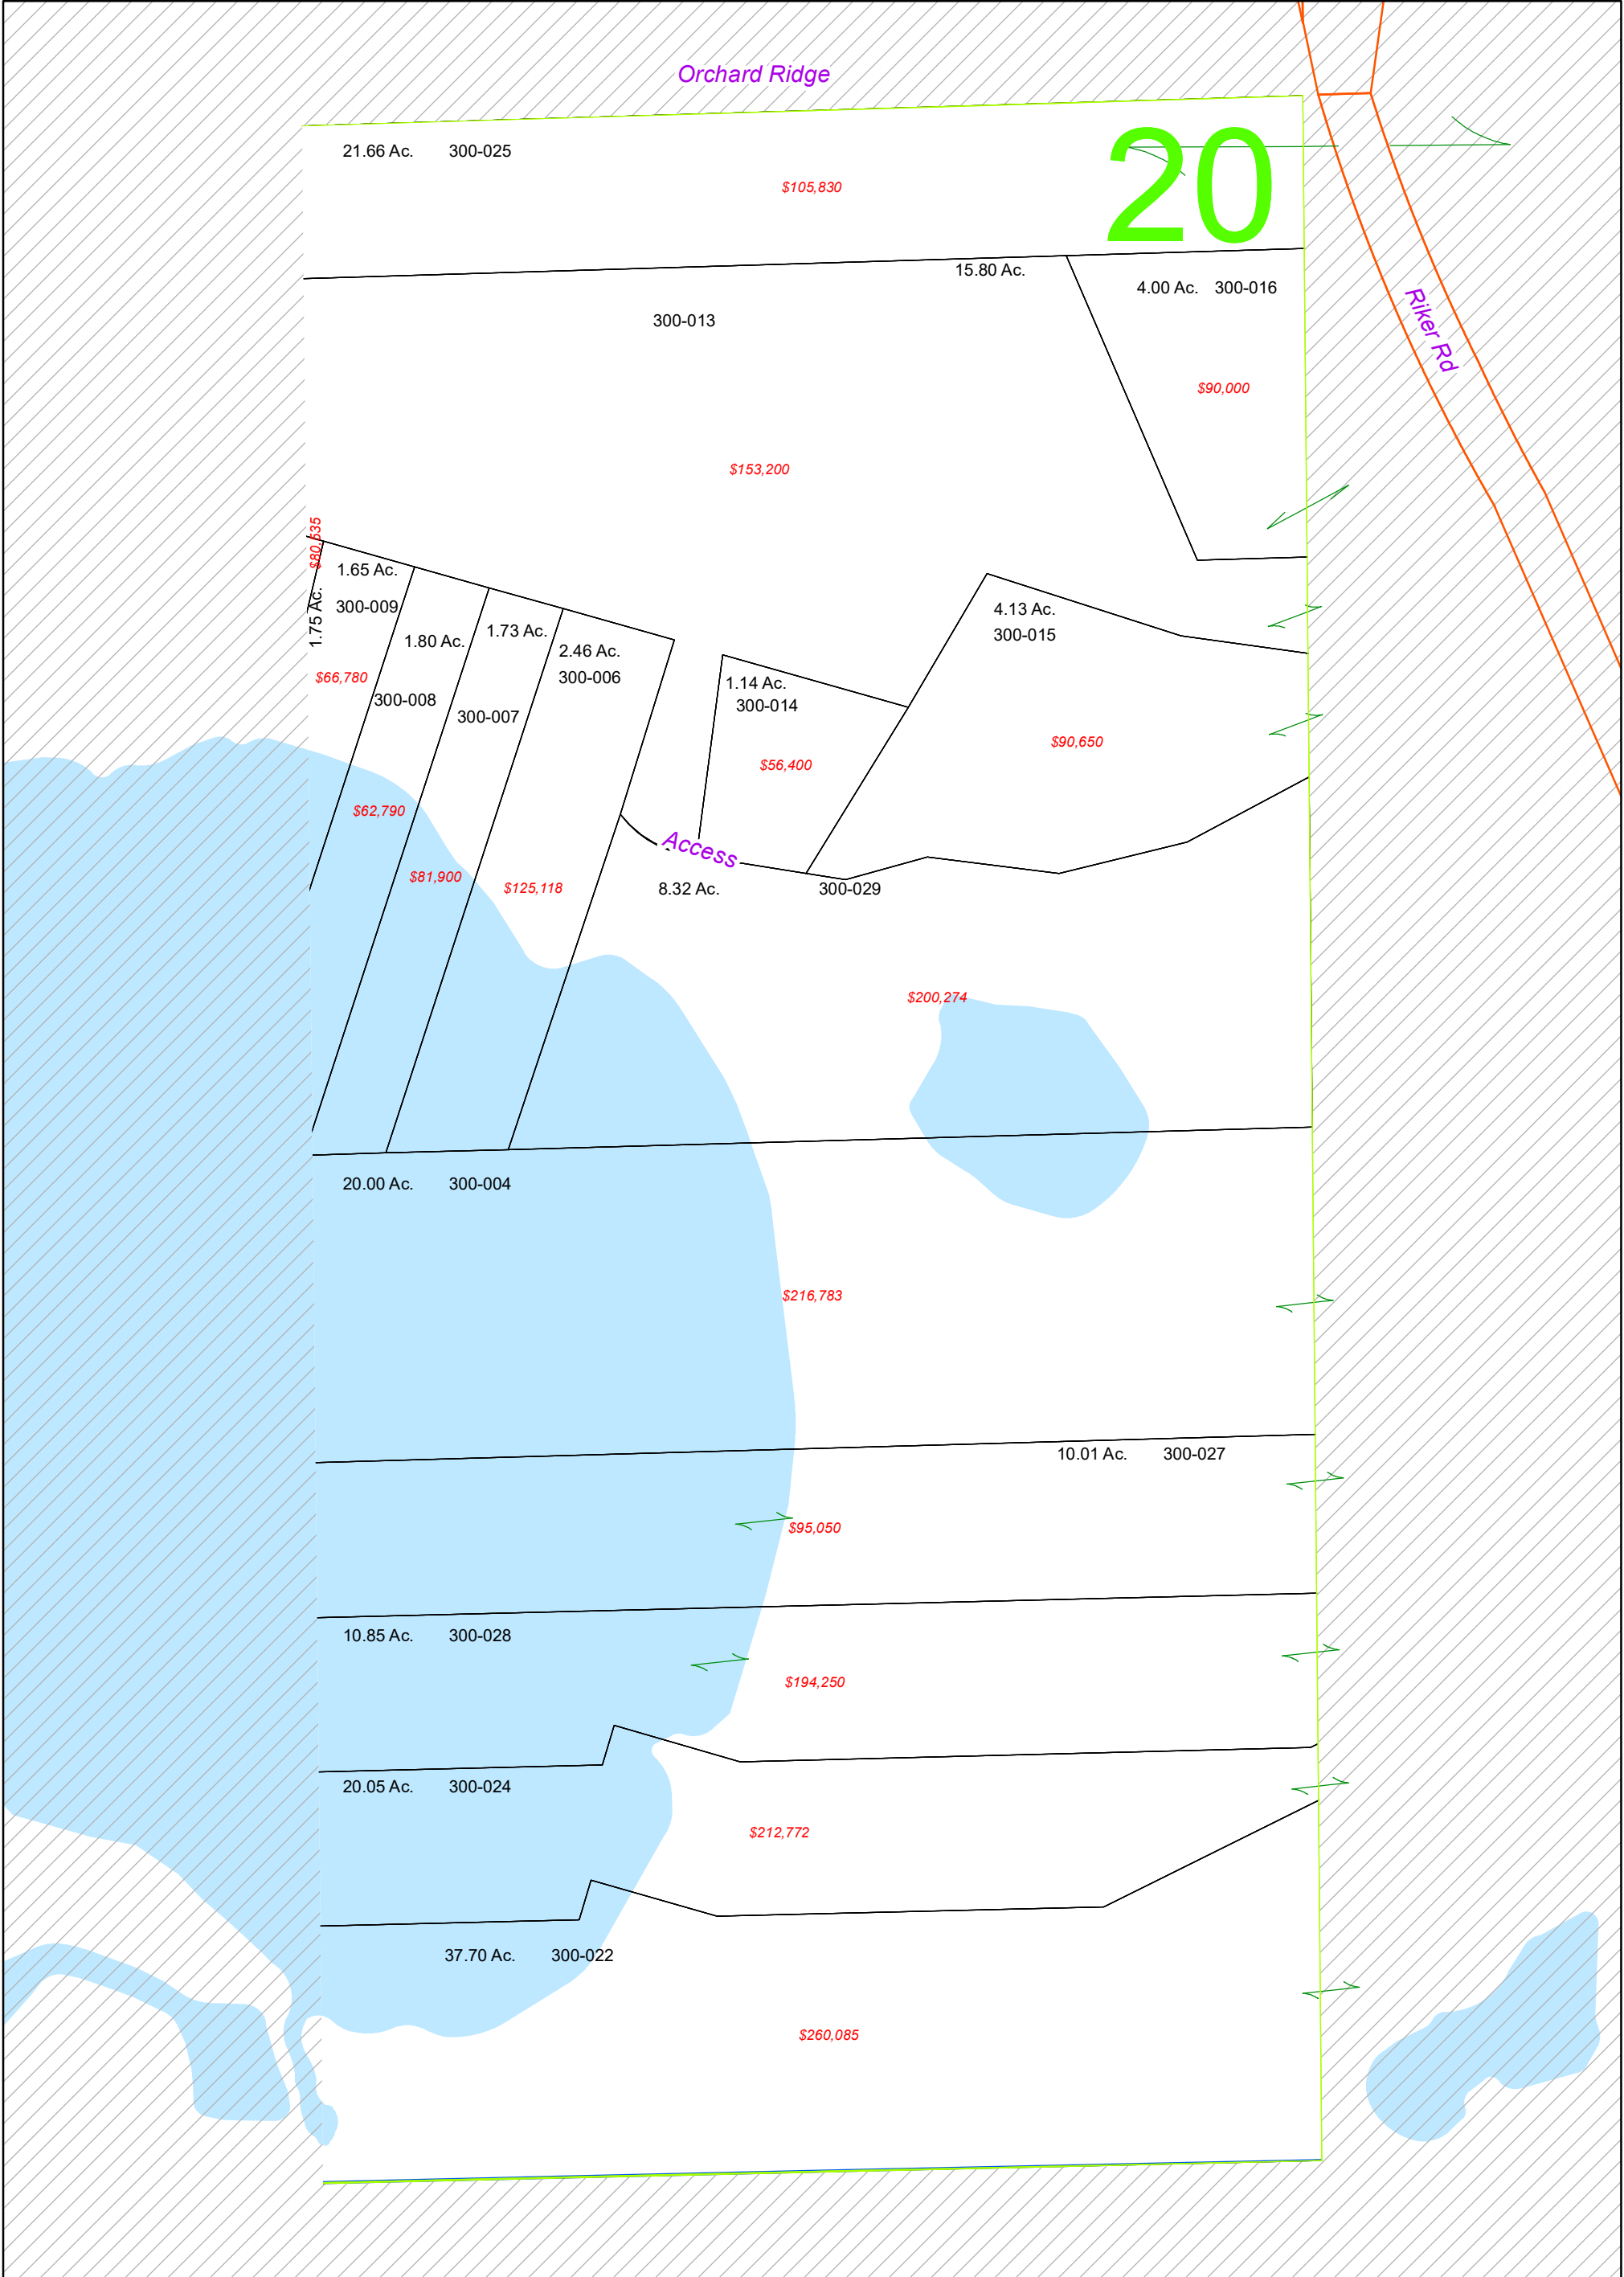 Orchard Ridge
20
21.66 Ac. 300-025
$105,830
15.80 Ac.
4.00 Ac. 300-016
300-013
Riker Rd
$90,000
$153,200
$80,535
1.65 Ac.
1.75 Ac.
300-009
4.13 Ac.
300-015
1.80 Ac.
1.73 Ac.
2.46 Ac.
300-006
$66,780
1.14 Ac.
300-014
300-008
300-007
$90,650
$56,400
$62,790
Access
$81,900
$125,118
8.32 Ac. 300-029
$200,274
20.00 Ac. 300-004
$216,783
10.01 Ac. 300-027
$95,050
10.85 Ac. 300-028
$194,250
20.05 Ac. 300-024
$212,772
37.70 Ac. 300-022
$260,085